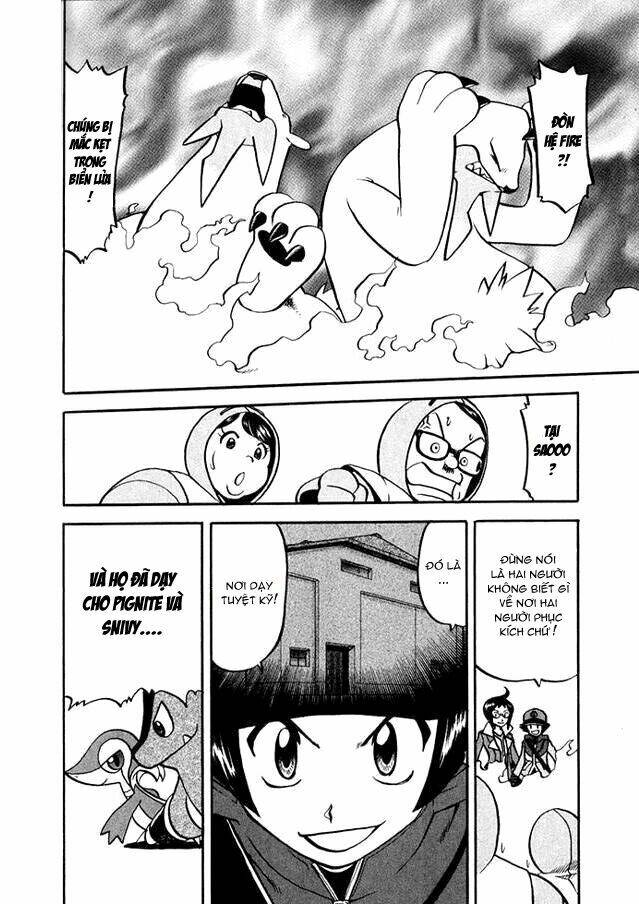 ĐÒN
HỆ FIRE
?!
CHÚNG BỊ
MẮC KẸT
TRONG
BIỂN LỬA
!
TẠI
SAOOO
?
ĐỪNG NÓI
LÀ HAI NGƯỜI
KHÔNG BIẾT GÌ
VỀ NƠI HAI
NGƯỜI PHỤC
KÍCH CHỨ!
ĐÓ LÀ
...
NƠI DẠY
TUYỆT KỸ!
VÀ HỌ ĐÃ DẠY
CHO PIGNITE VÀ
SNIVY....